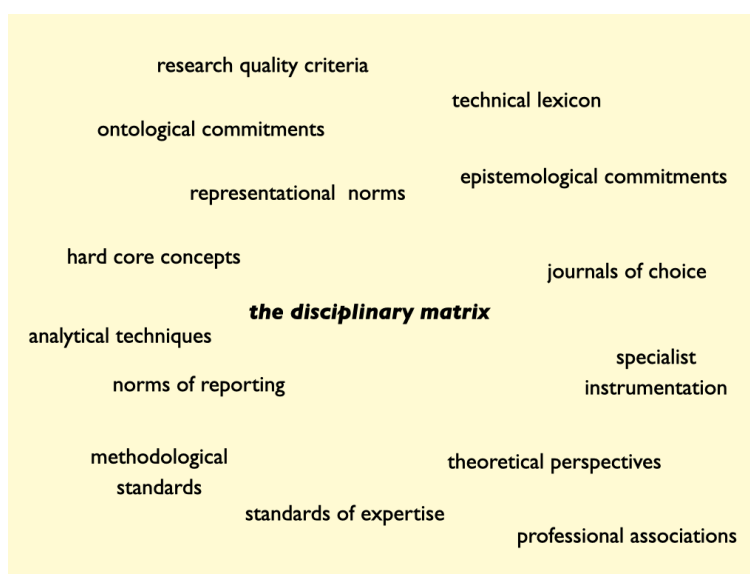 research quality criteria
technical lexicon
ontological commitments
epistemological commitments
representational norms
hard core concepts
journals of choice
the disciplinary matrix
analytical techniques
specialist
instrumentation
norms of reporting
methodological
standards
theoretical perspectives
standards of expertise
professional associations